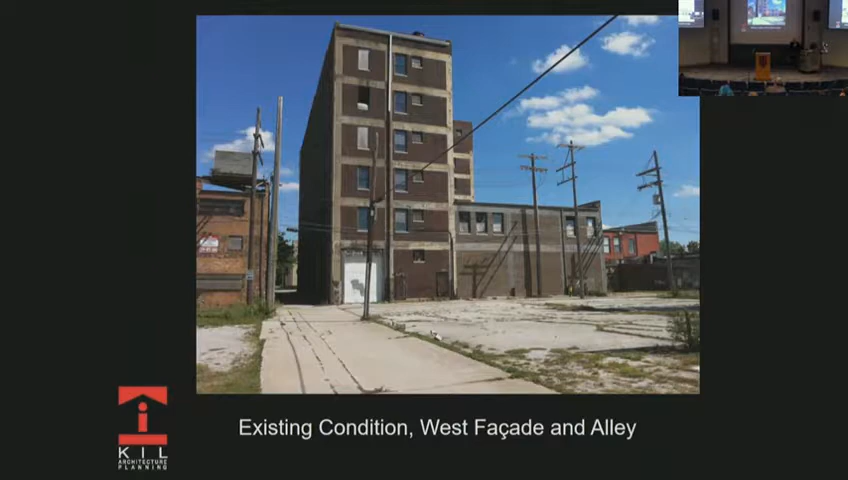 Existing Condition, West Façade and Alley
KIL
ARCHITECTURE
PLANNING